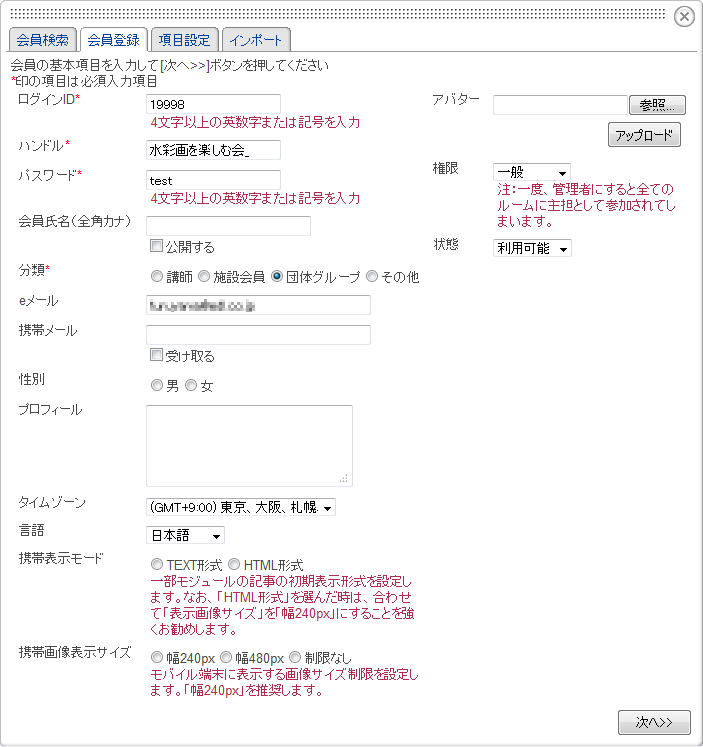 会員検索 会員登録 項目設定 インポート
会員の基本項目を入力して[次へ>>]ボタンを押してください
*印の項目は必須入力項目
ログインID* 19998
4文字以上の英数字または記号を入力
ハンドル* 水彩画を楽しむ会_
パスワード* test
4文字以上の英数字または記号を入力
会員氏名(全角カナ)
公開する
分類* 講師 施設会員 団体グループ その他
eメール
携帯メール
受け取る
性別 男 女
プロフィール
タイムゾーン (GMT+9:00) 東京、大阪、札幌、
言語 日本語
携帯表示モード TEXT形式 HTML形式
一部モジュールの記事の初期表示形式を設定し
ます。なお、「HTML形式」を選んだ時は、合わせ
て「表示画像サイズ」を「幅240px」にすることを強
くお勧めします。
携帯画像表示サイズ 幅240px 幅480px 制限なし
モバイル端末に表示する画像サイズ制限を設定し
ます。「幅240px」を推奨します。
アバター 参照...
アップロード
権限 一般
注：一度、管理者にすると全ての
ルームに主担として参加されてし
まいます。
状態 利用可能
次へ>>